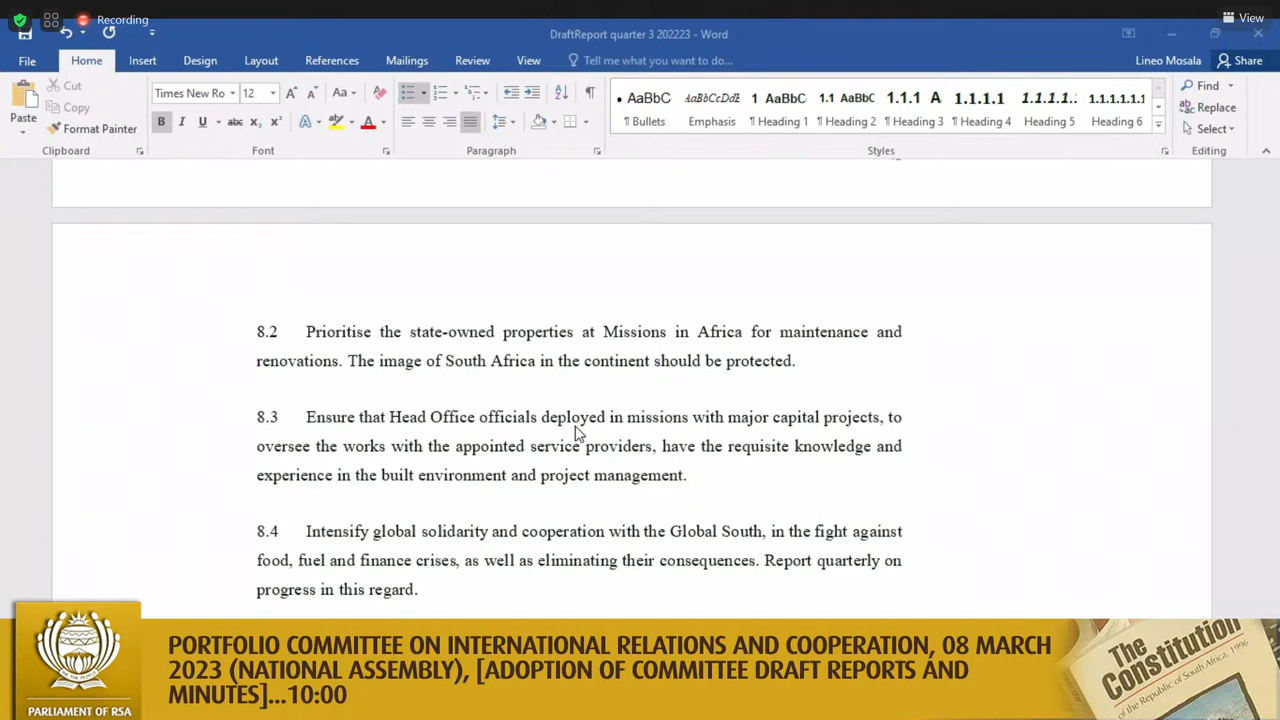 Recording
View
DraftReport quarter 3 202223 - Word
File Home Insert Design Layout References Mailings Review View Tell me what you want to do... Lineo Mosala Share
Cut
Copy
Paste
Format Painter
Clipboard
Times New Ro 12
B I U abc X₂ X²
Font
Paragraph
AaBbC AaBbCcDdE 1 AaBbC 1.1 AaBbC 1.1.1 A 1.1.1.1 1.1.1.1. 1.1.1.1.1
¶ Bullets Emphasis ¶ Heading 1 ¶ Heading 2 ¶ Heading 3 ¶ Heading 4 ¶ Heading 5 ¶ Heading 6
Styles
Find
Replace
Select
Editing
8.2 Prioritise the state-owned properties at Missions in Africa for maintenance and
renovations. The image of South Africa in the continent should be protected.
8.3 Ensure that Head Office officials deployed in missions with major capital projects, to
oversee the works with the appointed service providers, have the requisite knowledge and
experience in the built environment and project management.
8.4 Intensify global solidarity and cooperation with the Global South, in the fight against
food, fuel and finance crises, as well as eliminating their consequences. Report quarterly on
progress in this regard.
PORTFOLIO COMMITTEE ON INTERNATIONAL RELATIONS AND COOPERATION, 08 MARCH
2023 (NATIONAL ASSEMBLY), [ADOPTION OF COMMITTEE DRAFT REPORTS AND
MINUTES]...10:00
PARLIAMENT OF RSA
The
Constitution
of the Republic of South Africa, 1996